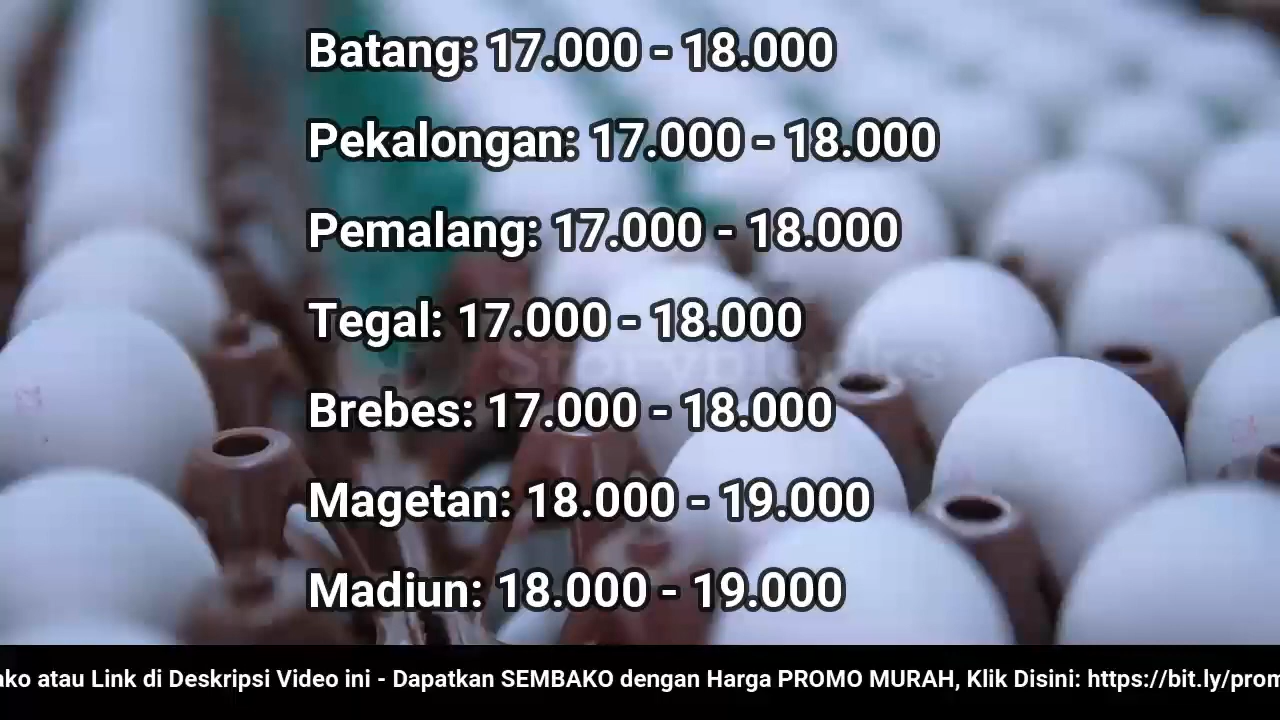 Batang: 17.000 - 18.000
Pekalongan: 17.000 - 18.000
Pemalang: 17.000 - 18.000
Tegal: 17.000 - 18.000
Storyblocks
Brebes: 17.000 - 18.000
Magetan: 18.000 - 19.000
Madiun: 18.000 - 19.000
atau Link di Deskripsi Video ini - Dapatkan SEMBAKO dengan Harga PROMO MURAH, Klik Disini: https://bit.ly/prom